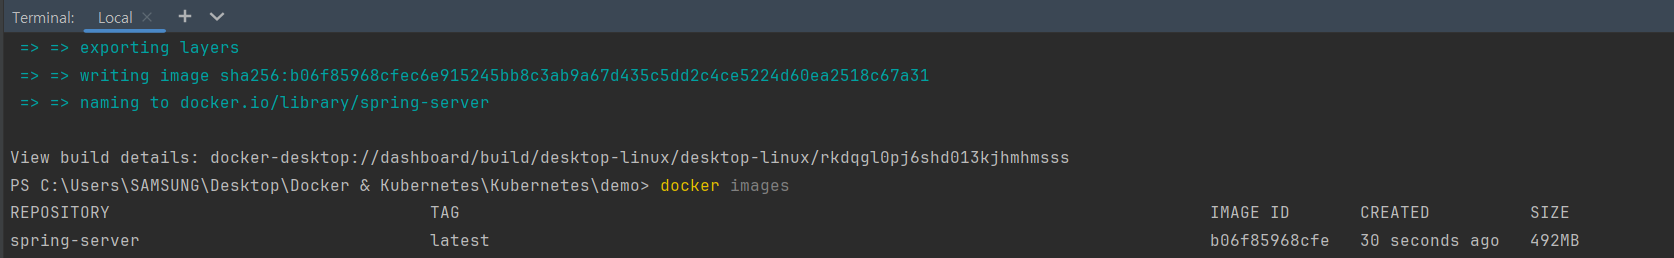 Terminal: Local × + ∨
=> => exporting layers
=> => writing image sha256:b06f85968cfec6e915245bb8c3ab9a67d435c5dd2c4ce5224d60ea2518c67a31
=> => naming to docker.io/library/spring-server
View build details: docker-desktop://dashboard/build/desktop-linux/desktop-linux/rkdqgl0pj6shd013kjhmhmsss
PS C:\Users\SAMSUNG\Desktop\Docker & Kubernetes\Kubernetes\demo> docker images
REPOSITORY TAG IMAGE ID CREATED SIZE
spring-server latest b06f85968cfe 30 seconds ago 492MB